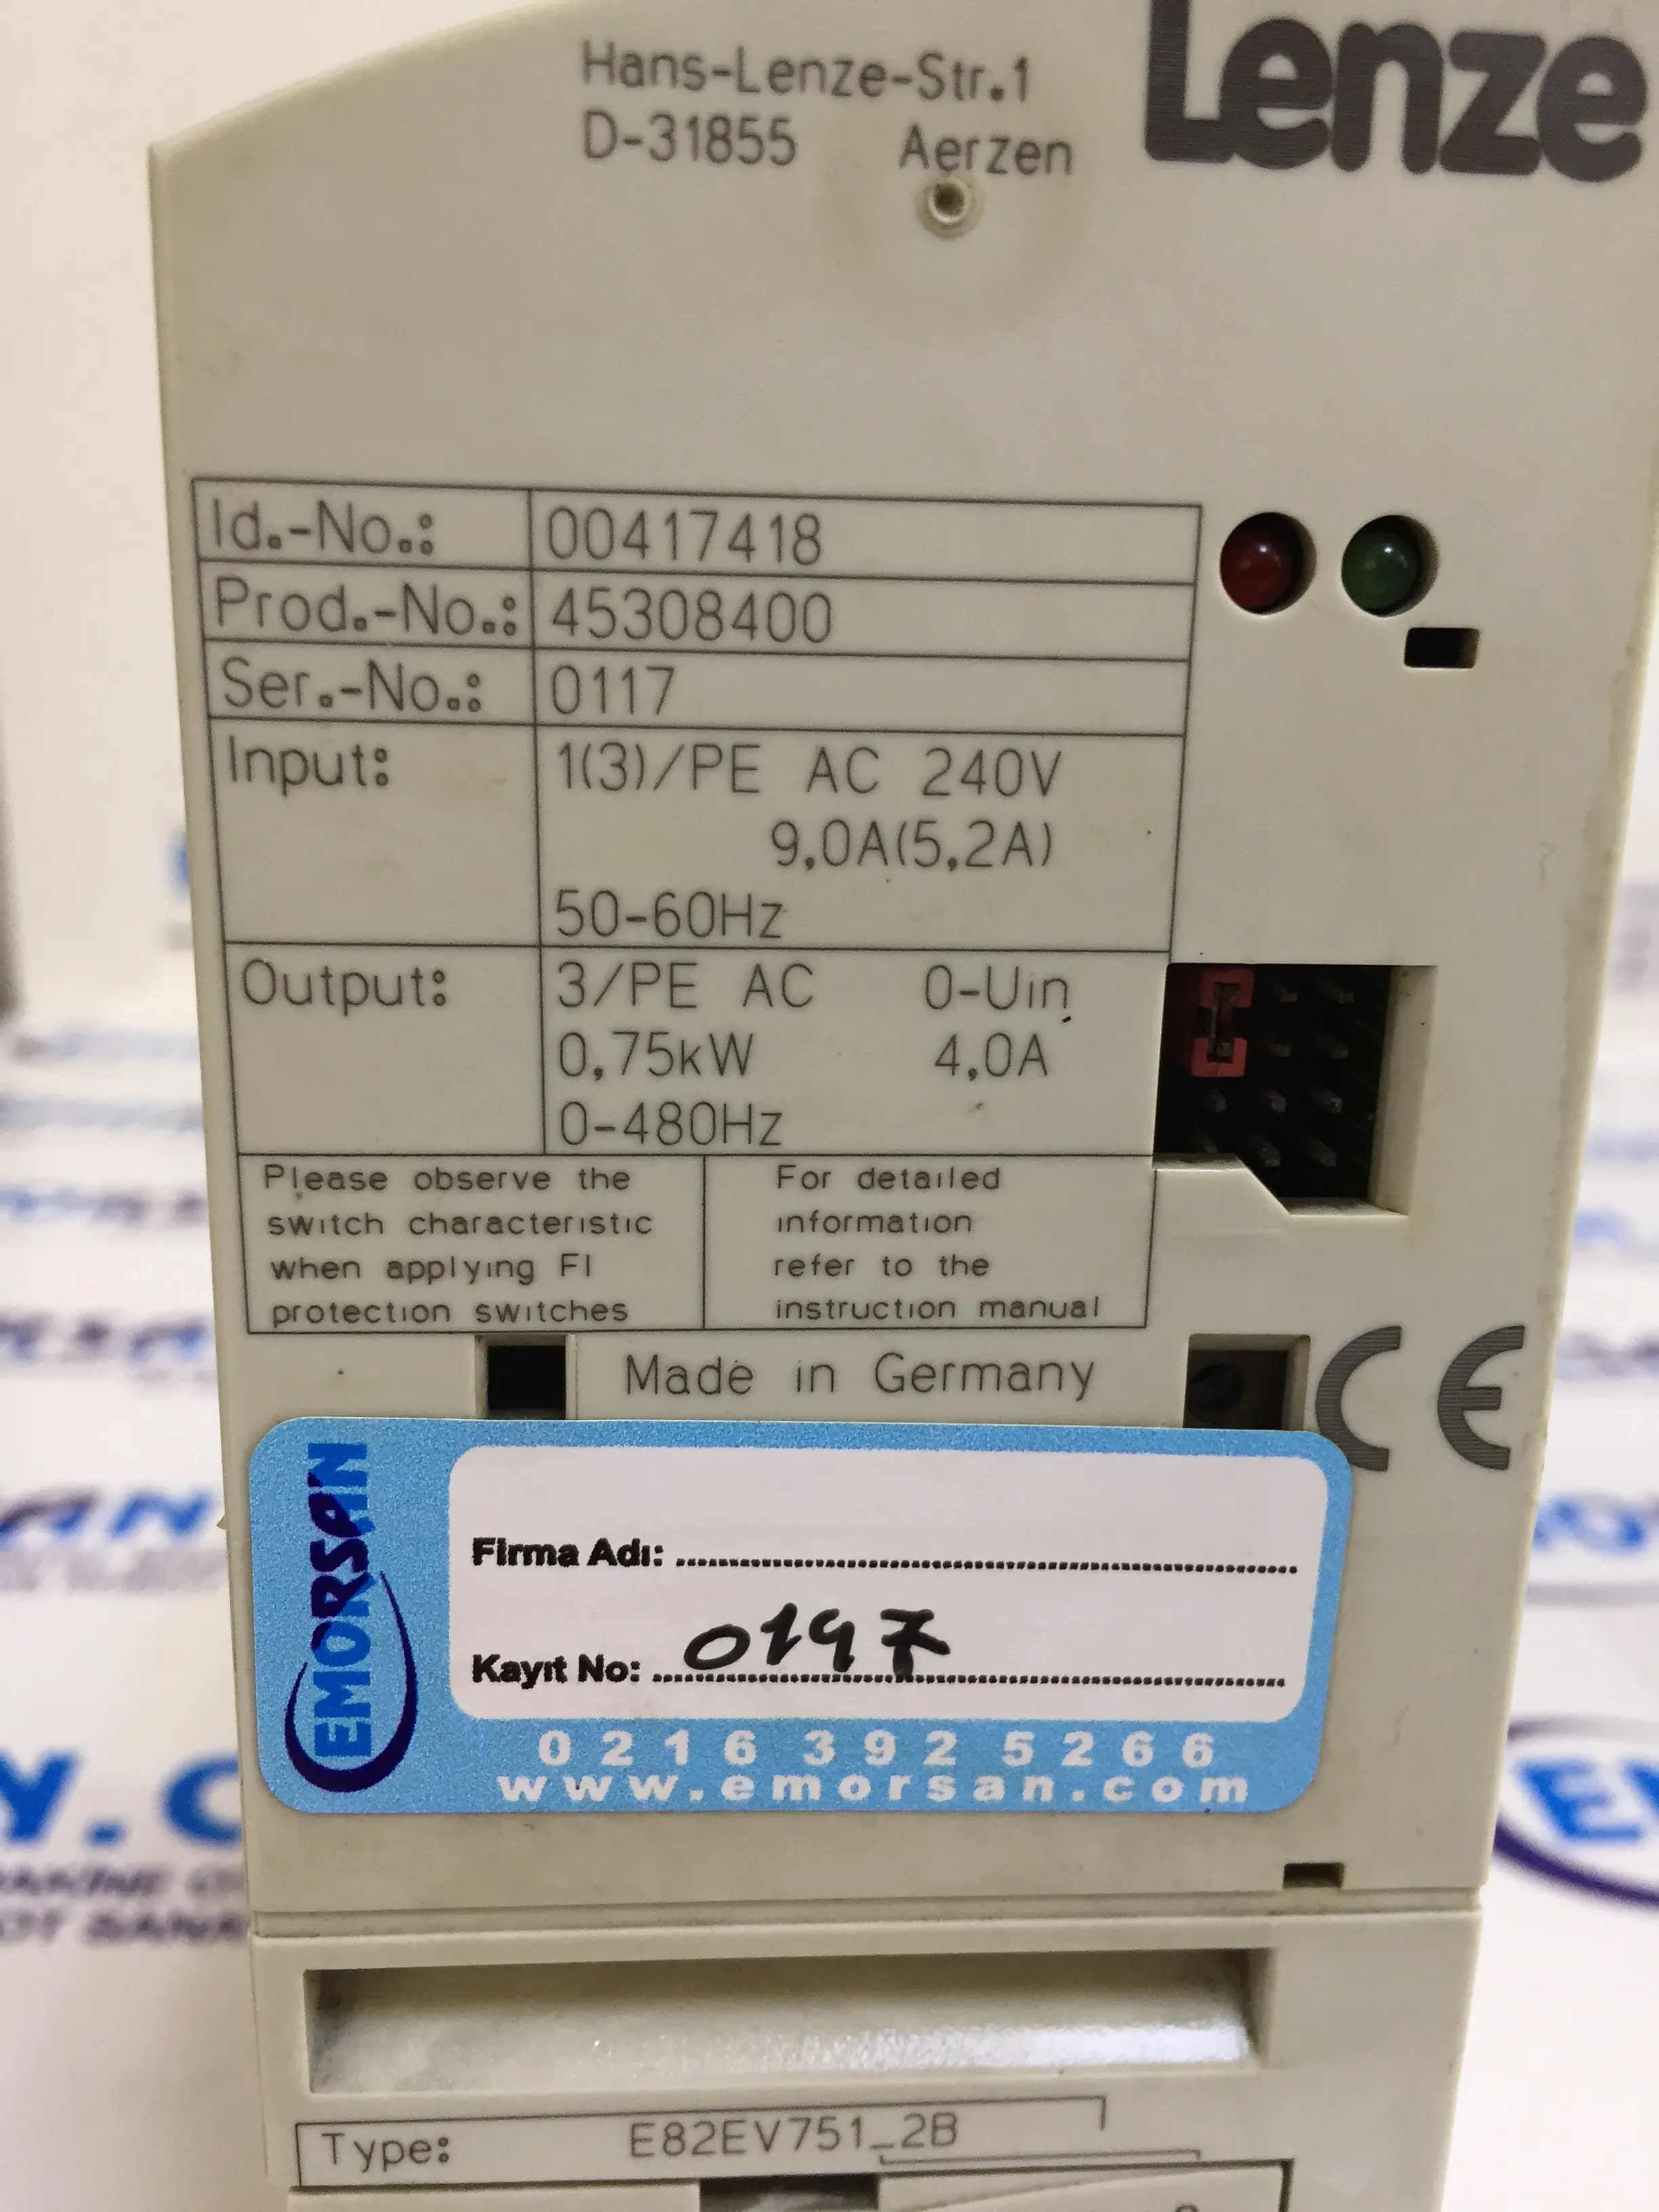 Lenze
Hans-Lenze-Str.1
D-31855 Aerzen
Id.-No.: 00417418
Prod.-No.: 45308400
Ser.-No.: 0117
Input: 1(3)/PE AC 240V
9,0A(5,2A)
50-60Hz
Output: 3/PE AC 0-Uin
0,75kW 4,0A
0-480Hz
Please observe the
switch characteristic
when applying FI
protection switches
For detailed
information
refer to the
instruction manual
Made in Germany
CE
EMORSAN
Firma Adı:
Kayıt No: 0197
0216 392 5266
www.emorsan.com
Type: E82EV751_2B